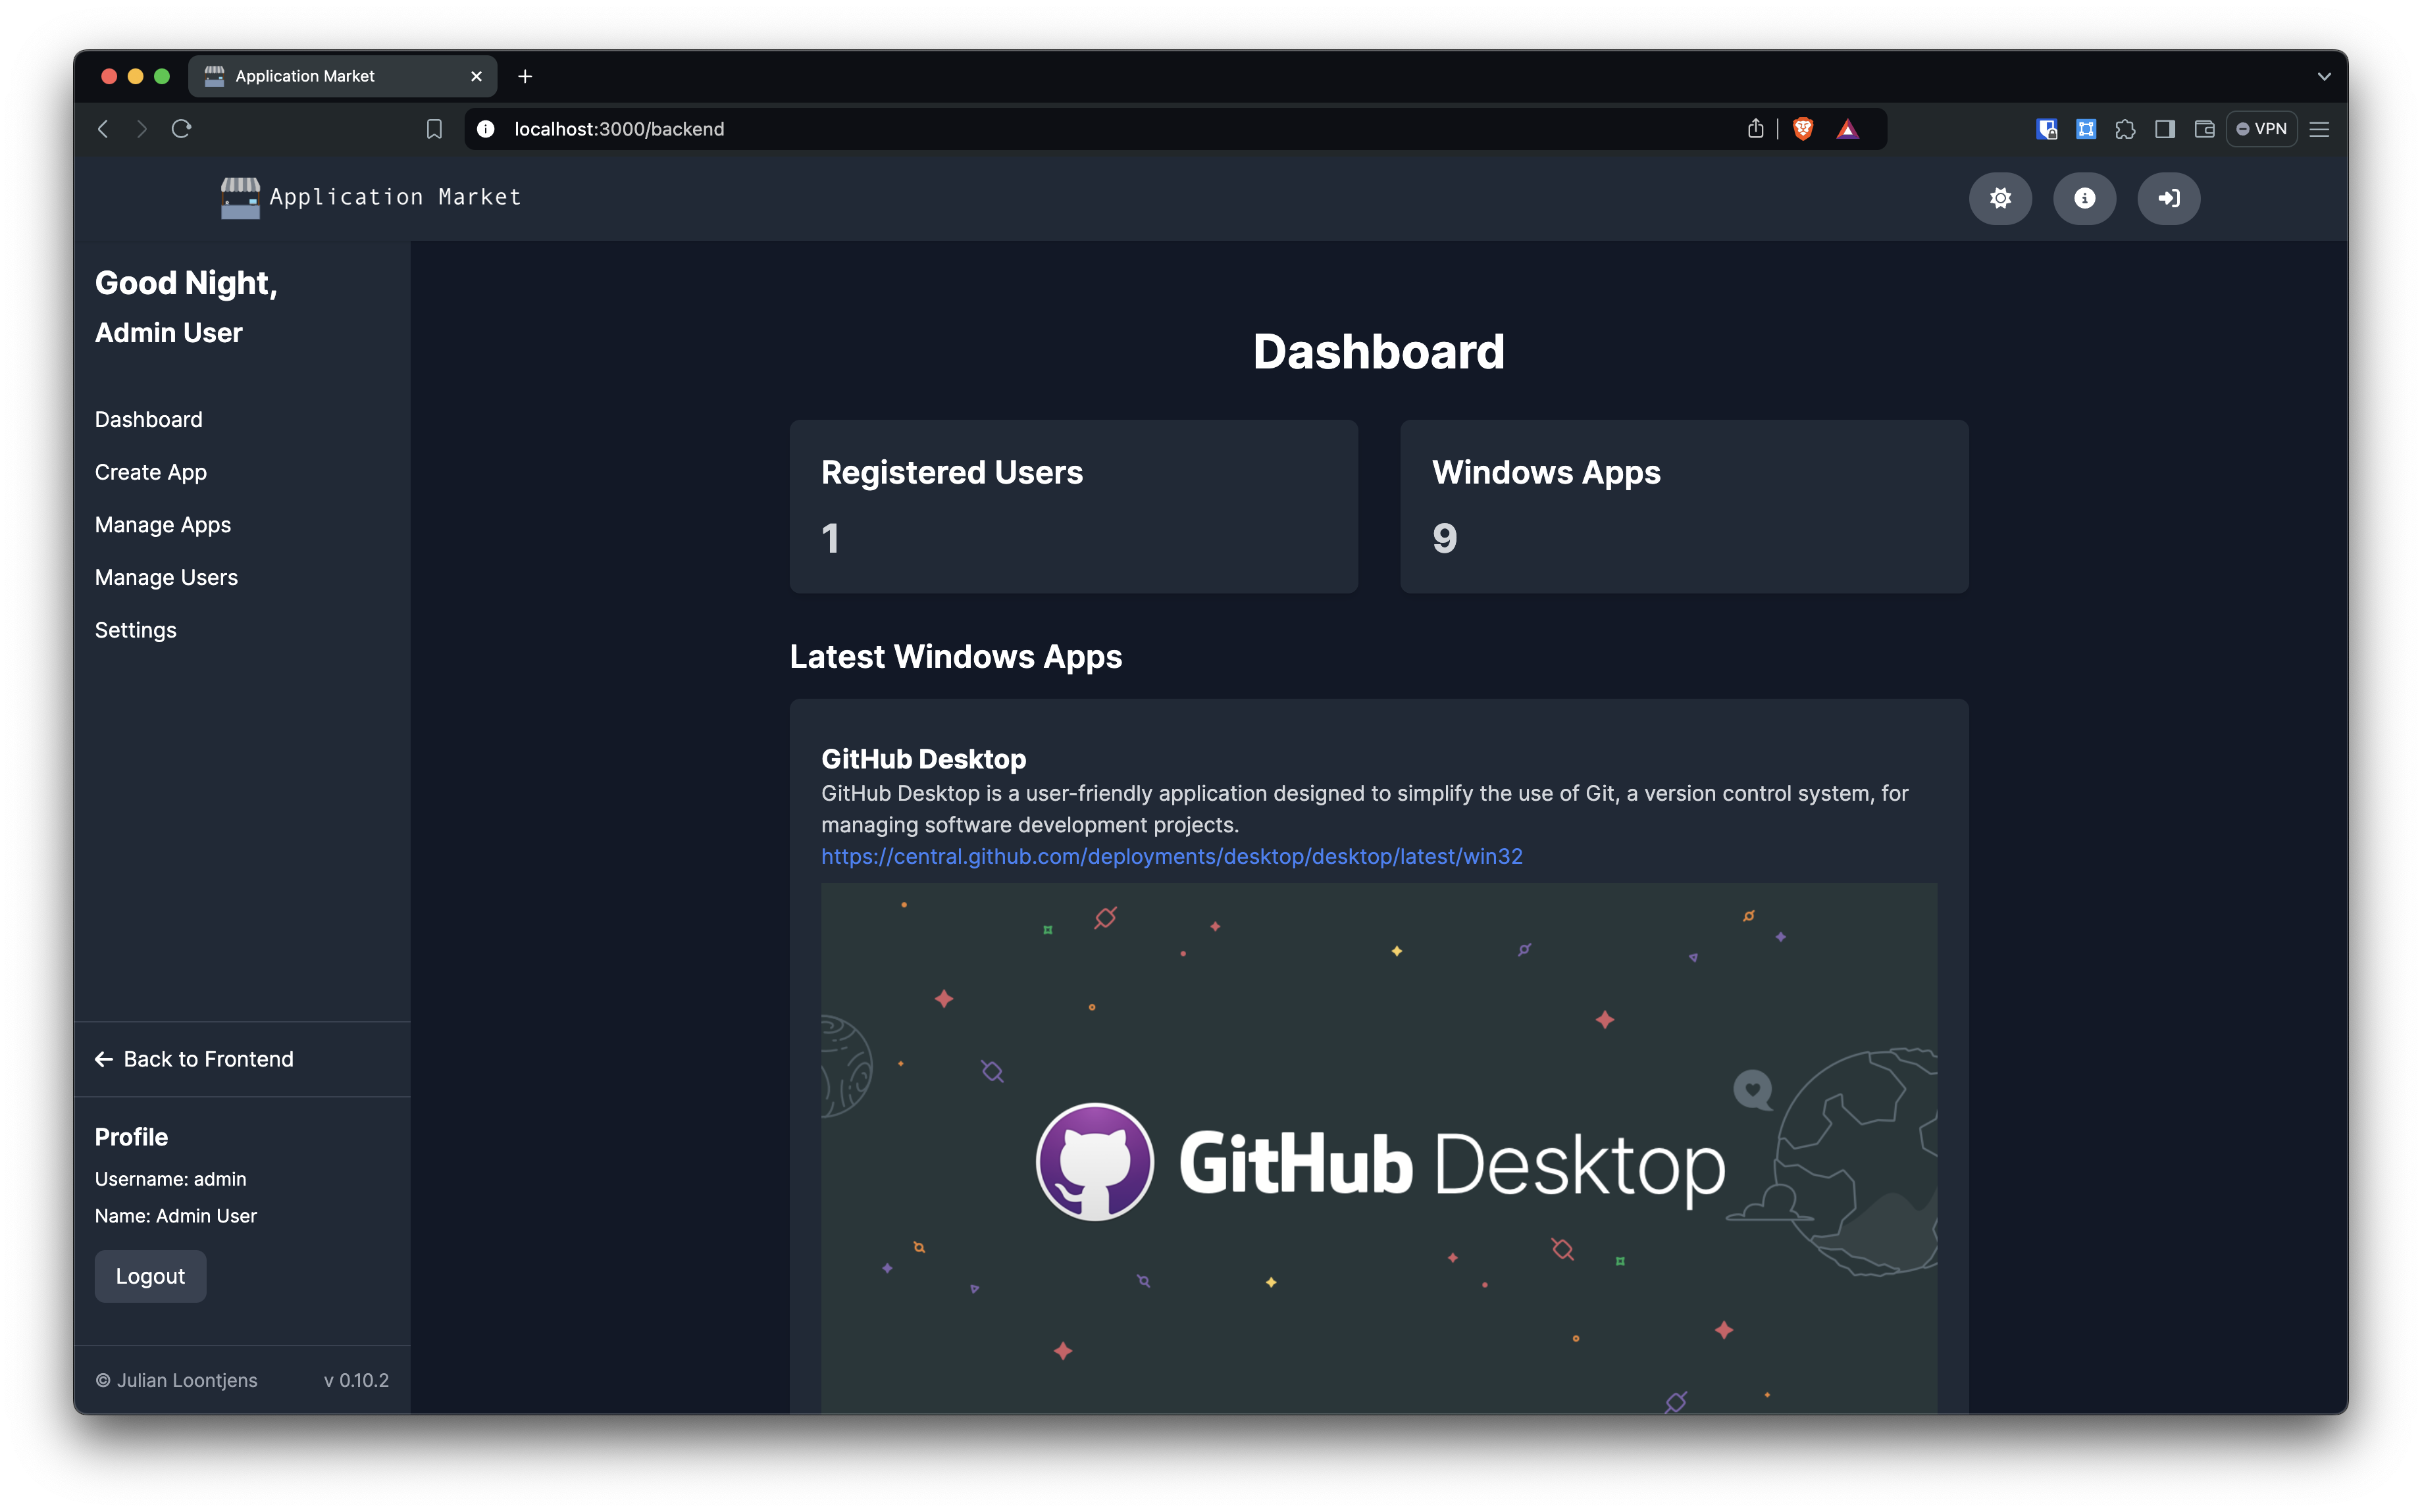 Application Market
localhost:3000/backend
VPN
Application Market
Good Night,
Admin User
Dashboard
Create App
Manage Apps
Manage Users
Settings
Back to Frontend
Profile
Username: admin
Name: Admin User
Logout
© Julian Loontjens v 0.10.2
Dashboard
Registered Users
1
Windows Apps
9
Latest Windows Apps
GitHub Desktop
GitHub Desktop is a user-friendly application designed to simplify the use of Git, a version control system, for
managing software development projects.
https://central.github.com/deployments/desktop/desktop/latest/win32
GitHub Desktop